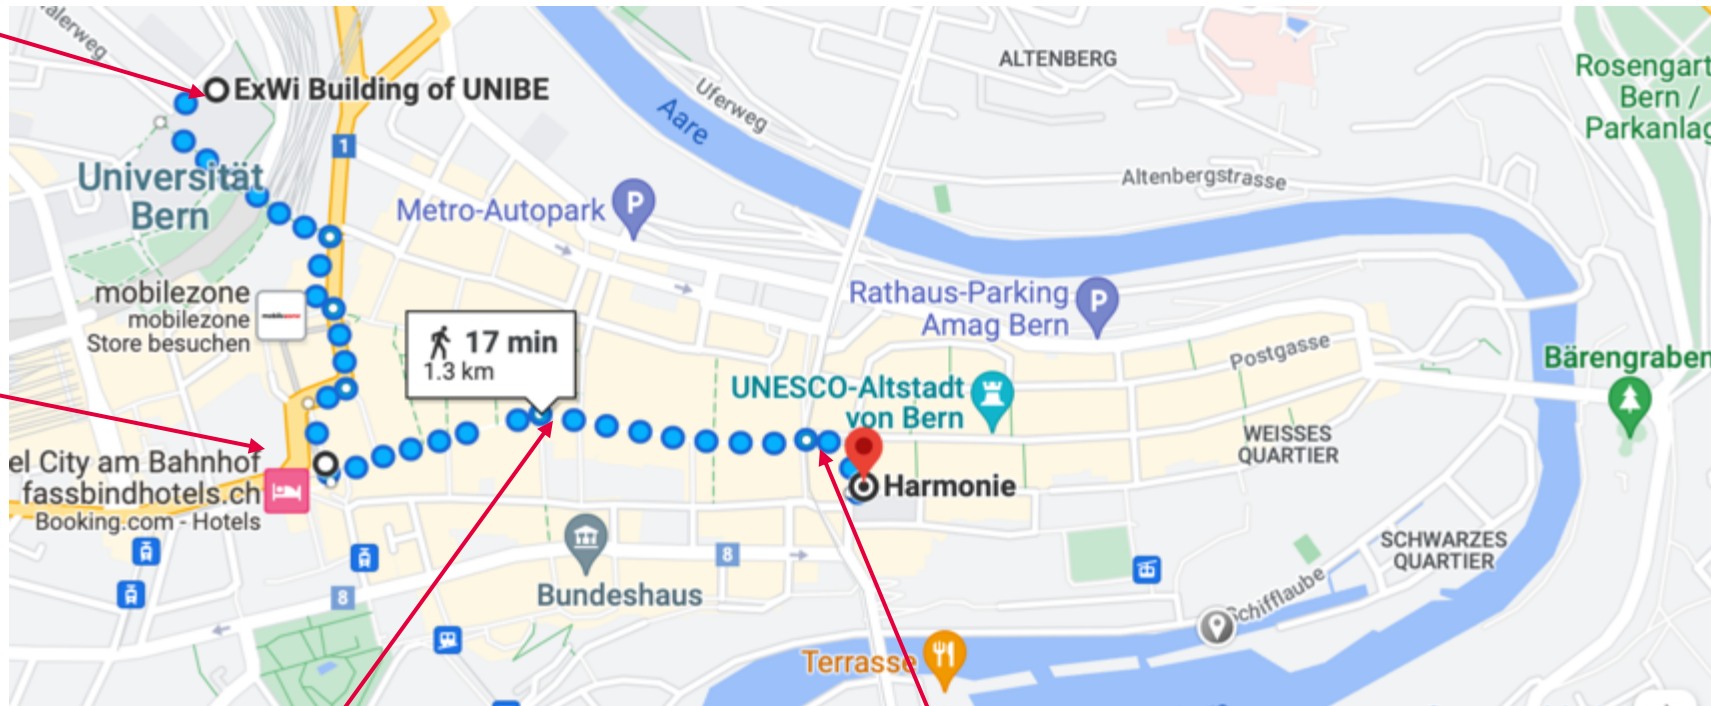 alerweg
ExWi Building of UNIBE
1
Universität
Bern
mobilezone
mobilezone
Store besuchen
17 min
1.3 km
el City am Bahnhof
fassbindhotels.ch
Booking.com - Hotels
Metro-Autopark
P
Aare
Uferweg
ALTENBERG
Altenbergstrasse
Rosengart
Bern /
Parkanlag
Rathaus-Parking
Amag Bern
P
Postgasse
UNESCO-Altstadt
von Bern
Bärengraben
WEISSES
QUARTIER
Harmonie
SCHWARZES
QUARTIER
Schifflaube
Bundeshaus
8
8
Terrasse